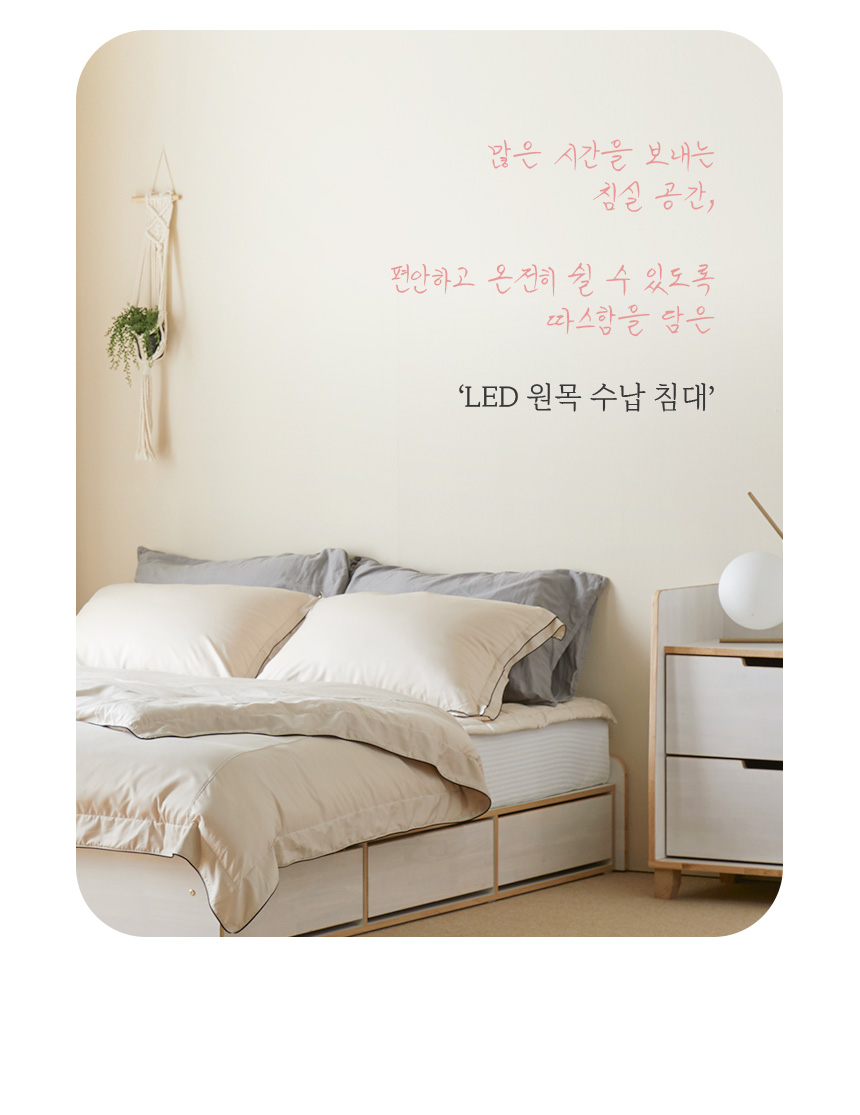 많은 시간을 보내는
침실 공간,
편안하고 온전히 쉴 수 있도록
따스함을 담은
‘LED 원목 수납 침대’